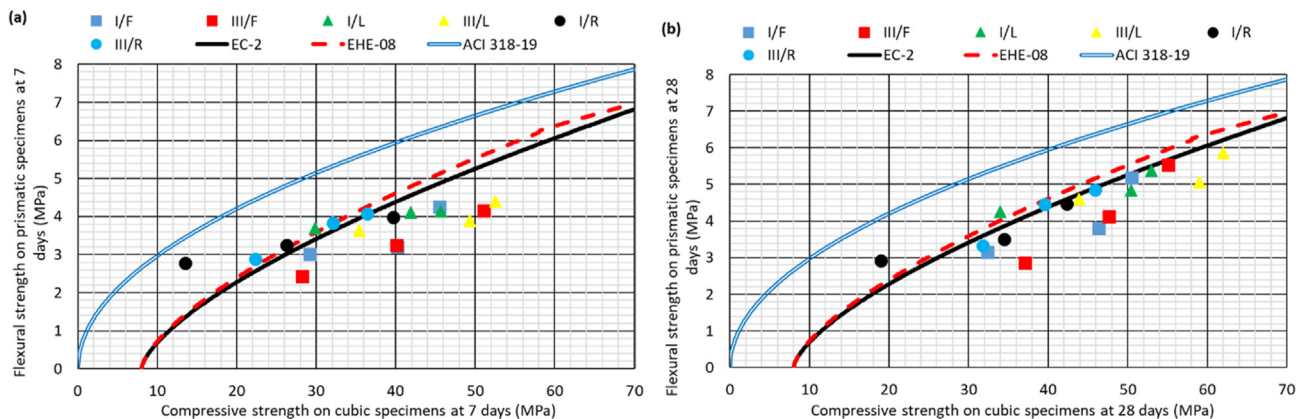 (a)
I/F III/F I/L III/L I/R
III/R EC-2 EHE-08 ACI 318-19
Flexural strength on prismatic specimens at 7
days (MPa)
8
7
6
5
4
3
2
1
0
0 10 20 30 40 50 60 70
Compressive strength on cubic specimens at 7 days (MPa)
(b)
I/F III/F I/L III/L I/R
III/R EC-2 EHE-08 ACI 318-19
Flexural strength on prismatic specimens at 28
days (MPa)
8
7
6
5
4
3
2
1
0
0 10 20 30 40 50 60 70
Compressive strength on cubic specimens at 28 days (MPa)